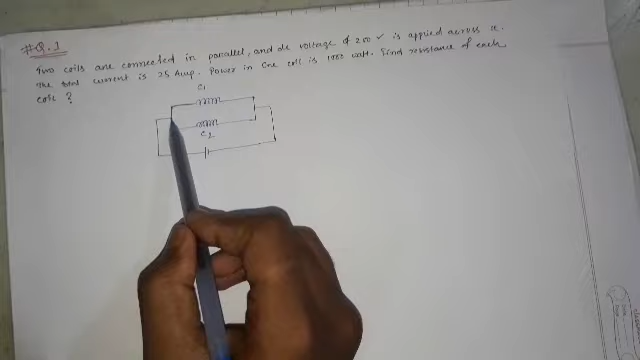 #Q.1
Two coils are connected in parallel, and dc voltage of 200 v is applied across it.
The total current is 25 Amp. Power in One coil is 1000 watt. Find resistance of each
coil ?
C1
C2